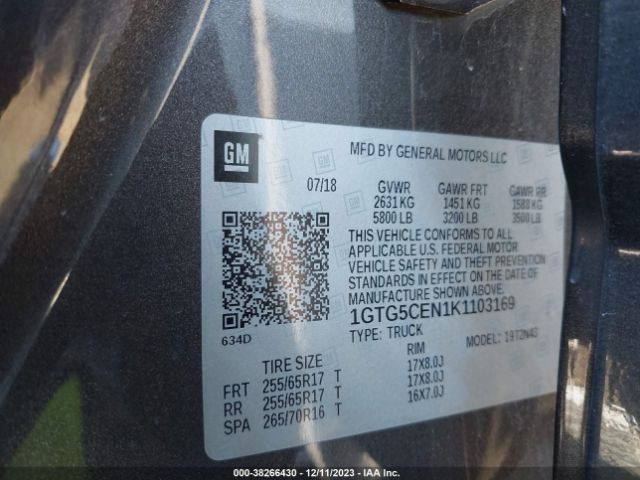 GM
MFD BY GENERAL MOTORS LLC
07/18
GVWR GAWR FRT GAWR RR
2631 KG 1451 KG 1588 KG
5800 LB 3200 LB 3500 LB
THIS VEHICLE CONFORMS TO ALL
APPLICABLE U.S. FEDERAL MOTOR
VEHICLE SAFETY AND THEFT PREVENTION
STANDARDS IN EFFECT ON THE DATE OF
MANUFACTURE SHOWN ABOVE.
1GTG5CEN1K1103169
TYPE: TRUCK MODEL: 19T2N43
634D
TIRE SIZE RIM
FRT 255/65R17 T 17X8.0J
RR 255/65R17 T 17X8.0J
SPA 265/70R16 T 16X7.0J
000-38266430 - 12/11/2023 - IAA Inc.